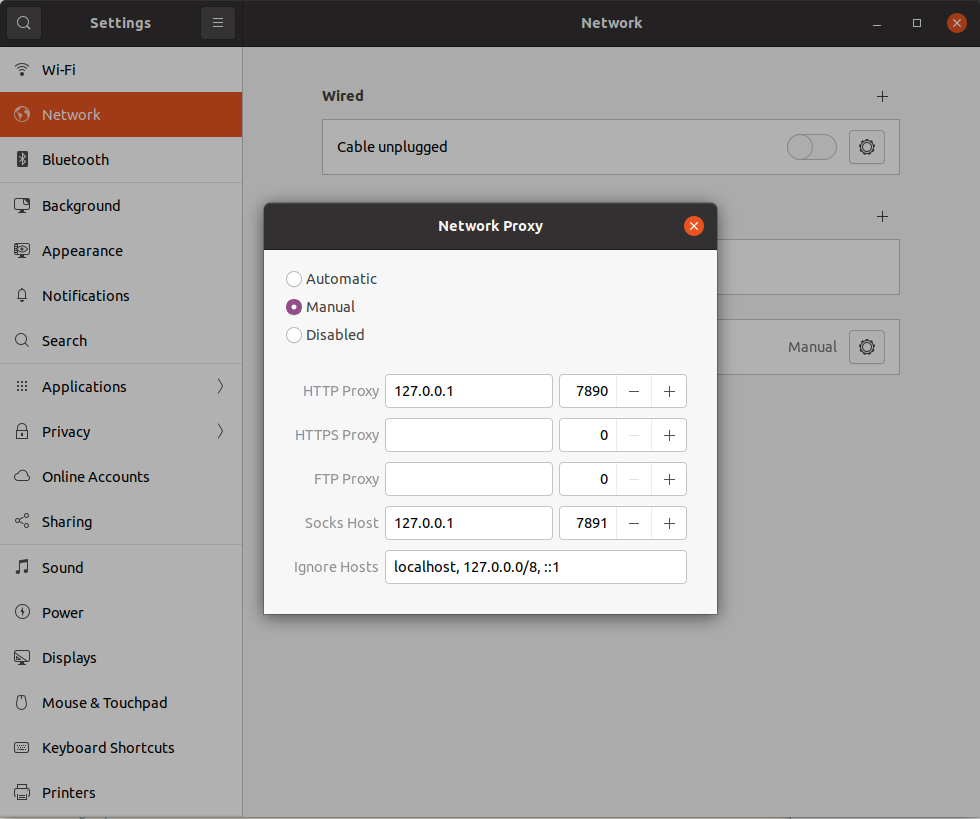 Settings
Network
Wi-Fi
Network
Bluetooth
Background
Appearance
Notifications
Search
Applications
Privacy
Online Accounts
Sharing
Sound
Power
Displays
Mouse & Touchpad
Keyboard Shortcuts
Printers
Wired
Cable unplugged
Manual
Network Proxy
Automatic
Manual
Disabled
HTTP Proxy 127.0.0.1 7890 − +
HTTPS Proxy 0 − +
FTP Proxy 0 − +
Socks Host 127.0.0.1 7891 − +
Ignore Hosts localhost, 127.0.0.0/8, ::1